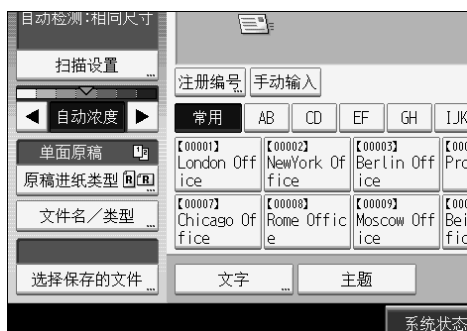 自动检测:相同尺寸
扫描设置
注册编号 手动输入
自动浓度
常用 AB CD EF GH IJK
单面原稿
原稿进纸类型
【00001】 London Office
【00002】 NewYork Office
【00003】 Berlin Office
文件名／类型
【00007】 Chicago Office
【00008】 Rome Office
【00009】 Moscow Office
选择保存的文件
文字 主题
系统状态